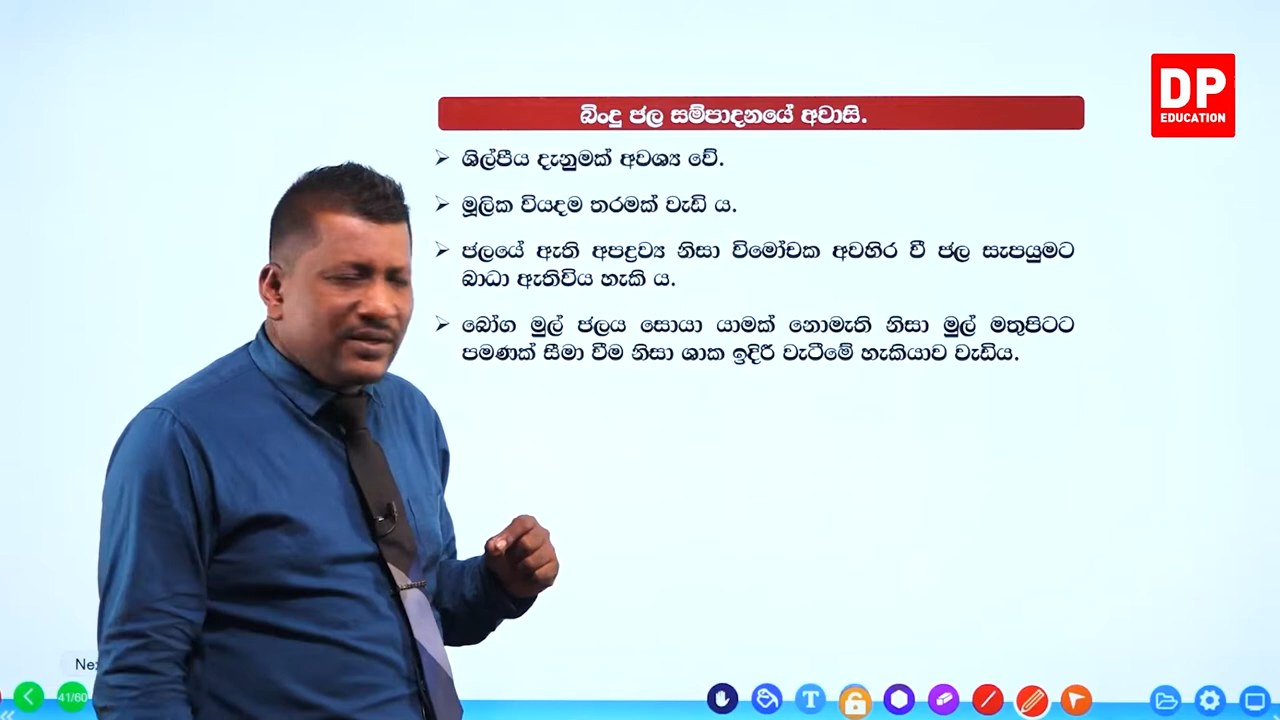 DP
EDUCATION
බිංදු ජල සම්පාදනයේ අවාසි.
ශිල්පීය දැනුමක් අවශ්‍ය වේ.
මූලික වියදම තරමක් වැඩි ය.
ජලයේ ඇති අපද්‍රව්‍ය නිසා විමෝචක අවහිර වී ජල සැපයුමට
බාධා ඇතිවිය හැකි ය.
බෝග මුල් ජලය සොයා යාමක් නොමැති නිසා මුල් මතුපිටට
පමණක් සීමා වීම නිසා ශාක ඉදිරී වැටීමේ හැකියාව වැඩිය.
41/60
T